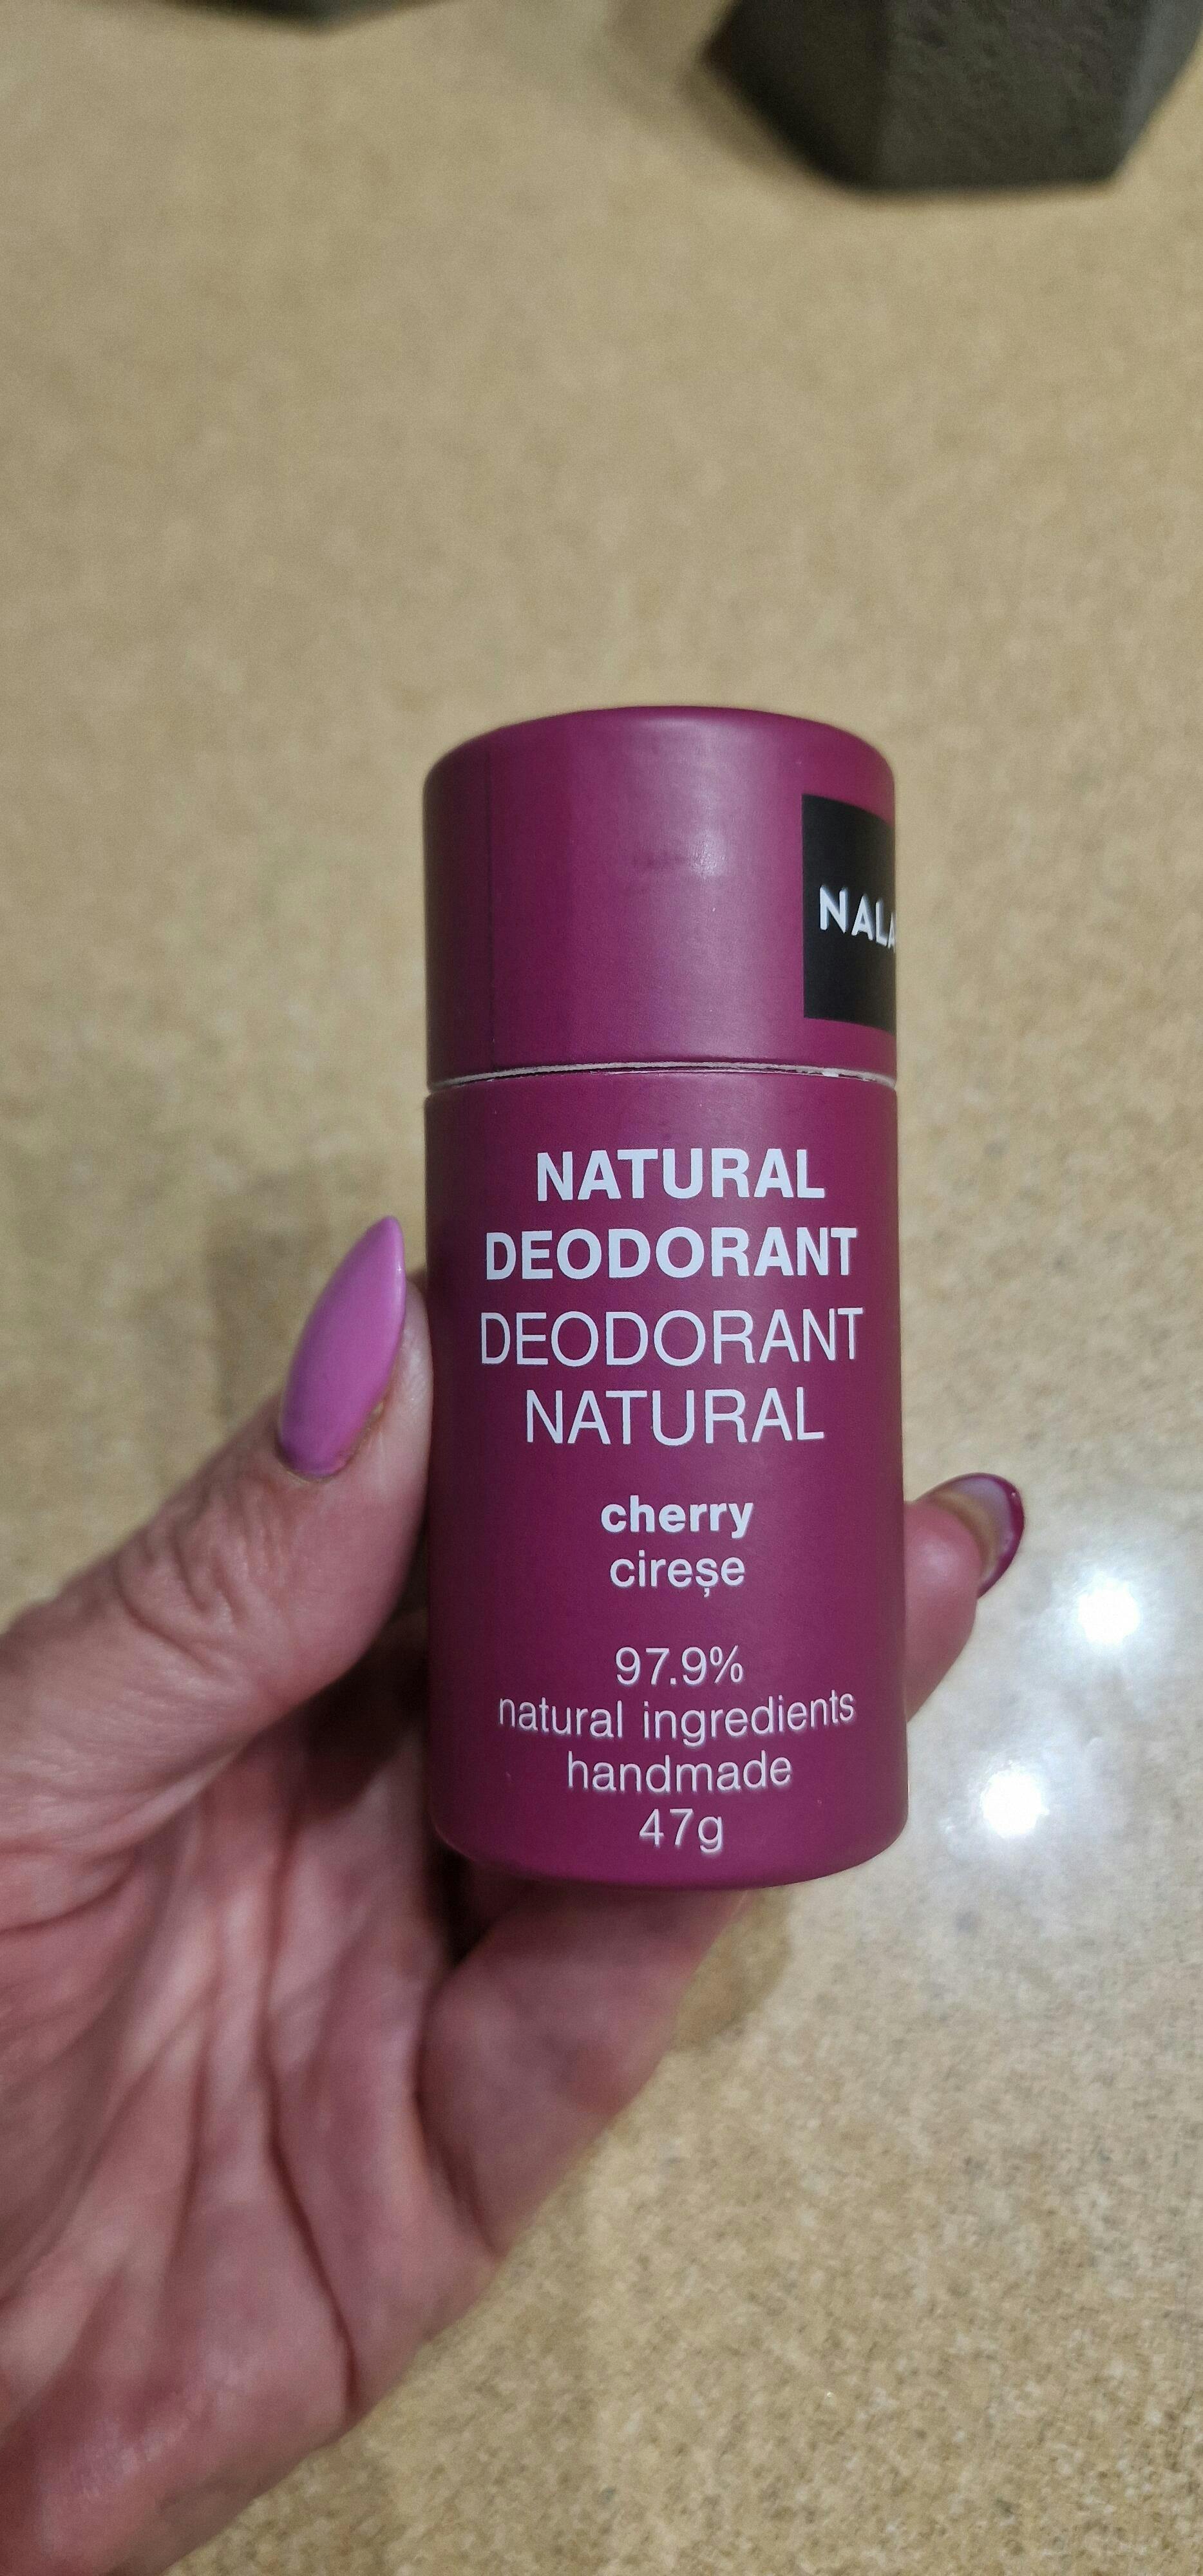 NALA
NATURAL
DEODORANT
DEODORANT
NATURAL
cherry
cireșe
97.9%
natural ingredients
handmade
47g